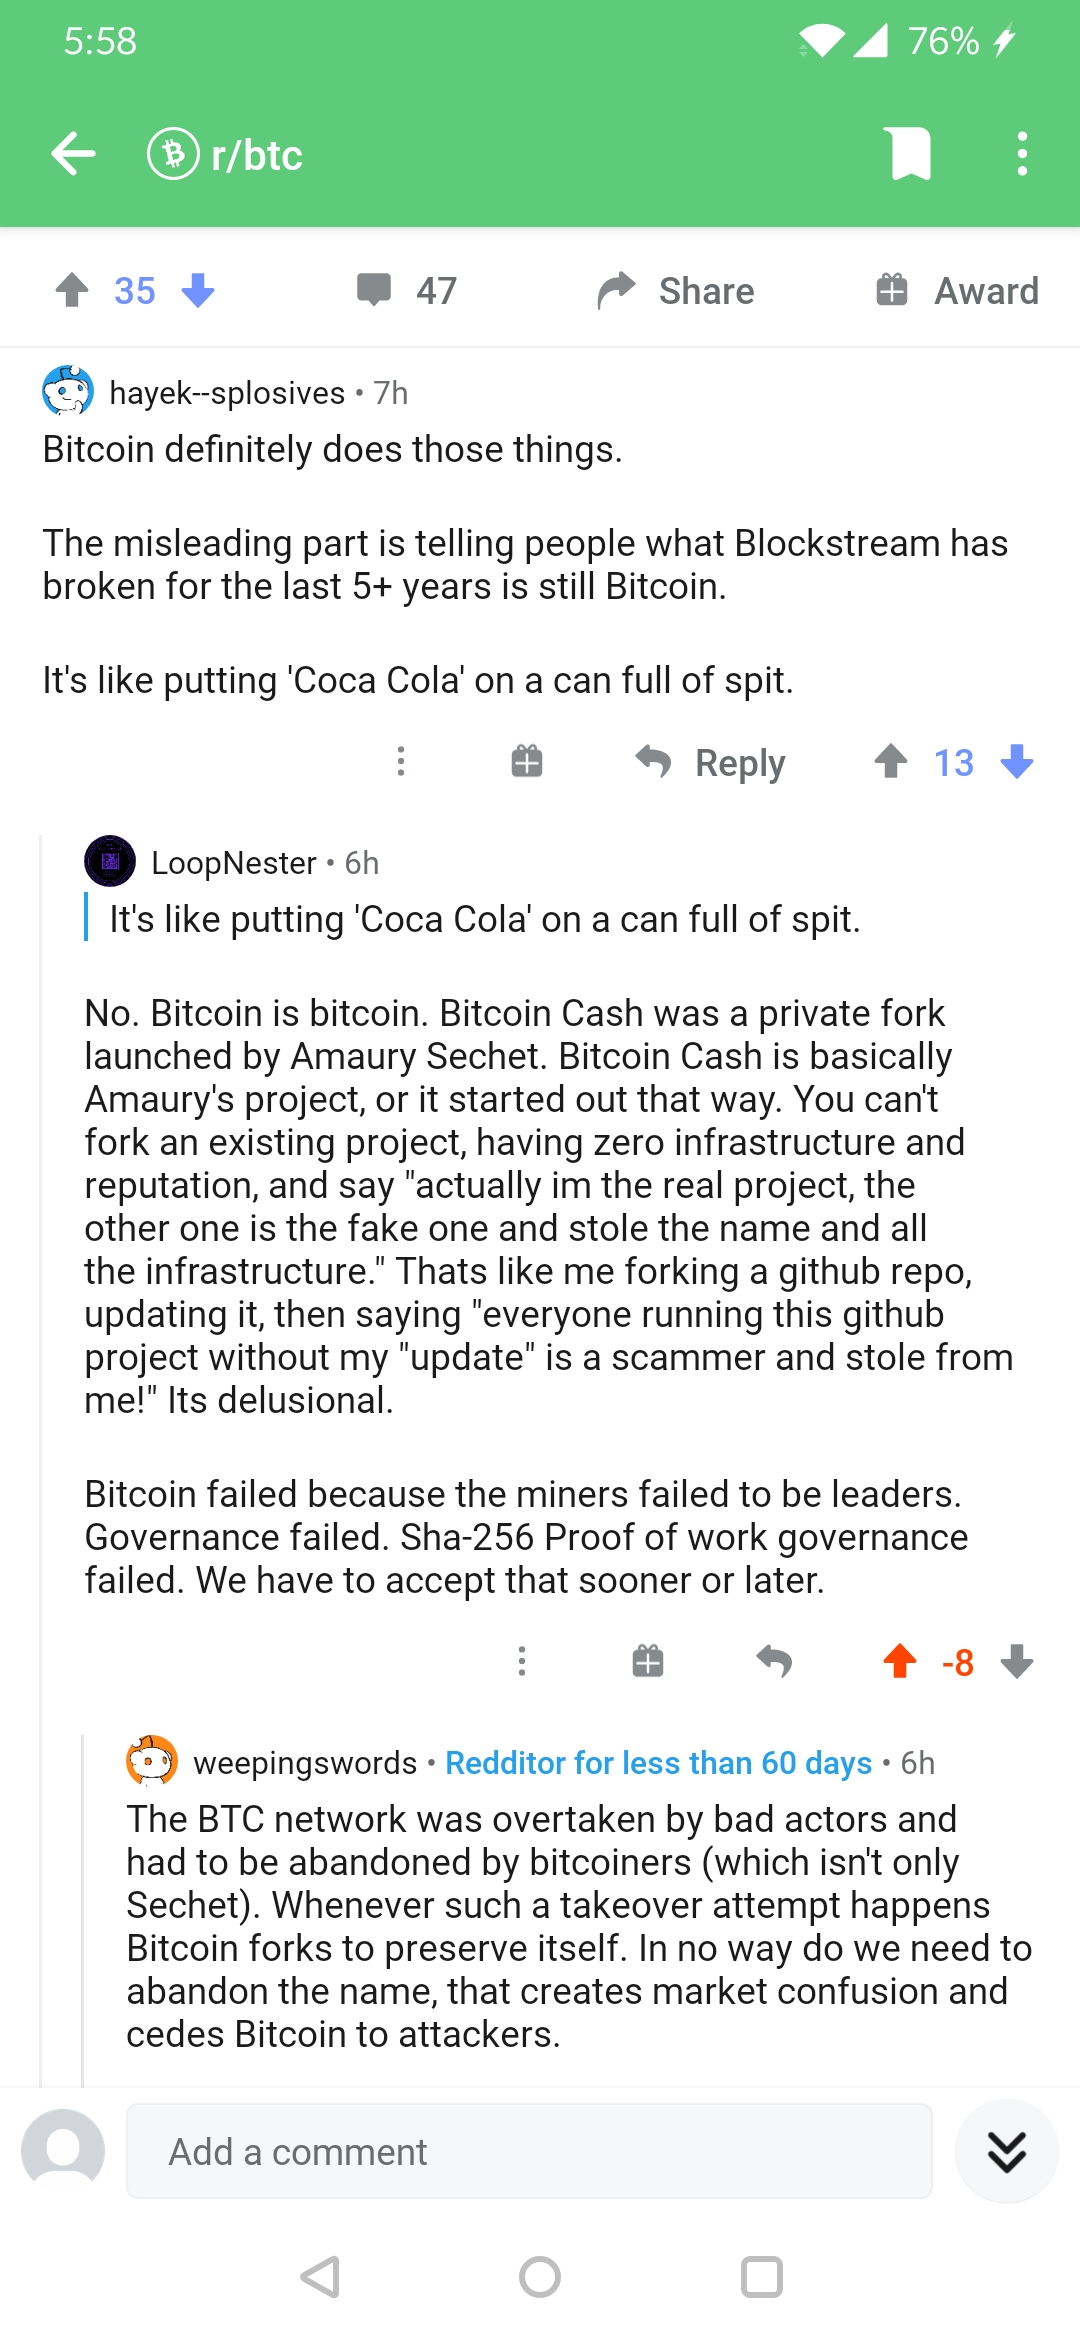 5:58
76%
r/btc
35
47
Share
Award
hayek--splosives • 7h
Bitcoin definitely does those things.
The misleading part is telling people what Blockstream has
broken for the last 5+ years is still Bitcoin.
It's like putting 'Coca Cola' on a can full of spit.
Reply
13
LoopNester • 6h
It's like putting 'Coca Cola' on a can full of spit.
No. Bitcoin is bitcoin. Bitcoin Cash was a private fork
launched by Amaury Sechet. Bitcoin Cash is basically
Amaury's project, or it started out that way. You can't
fork an existing project, having zero infrastructure and
reputation, and say "actually im the real project, the
other one is the fake one and stole the name and all
the infrastructure." Thats like me forking a github repo,
updating it, then saying "everyone running this github
project without my "update" is a scammer and stole from
me!" Its delusional.
Bitcoin failed because the miners failed to be leaders.
Governance failed. Sha-256 Proof of work governance
failed. We have to accept that sooner or later.
-8
weepingswords • Redditor for less than 60 days • 6h
The BTC network was overtaken by bad actors and
had to be abandoned by bitcoiners (which isn't only
Sechet). Whenever such a takeover attempt happens
Bitcoin forks to preserve itself. In no way do we need to
abandon the name, that creates market confusion and
cedes Bitcoin to attackers.
Add a comment